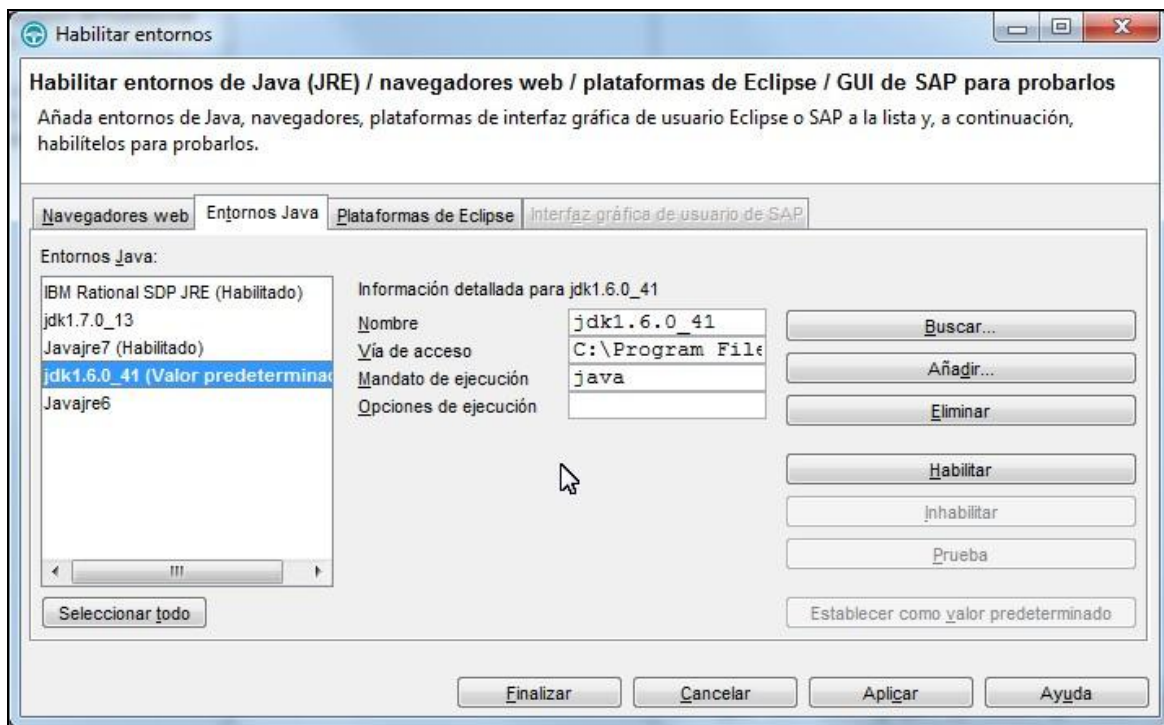 Habilitar entornos
Habilitar entornos de Java (JRE) / navegadores web / plataformas de Eclipse / GUI de SAP para probarlos
Añada entornos de Java, navegadores, plataformas de interfaz gráfica de usuario Eclipse o SAP a la lista y, a continuación,
habilítelos para probarlos.
Navegadores web Entornos Java Plataformas de Eclipse Interfaz gráfica de usuario de SAP
Entornos Java:
IBM Rational SDP JRE (Habilitado)
jdk1.7.0_13
Javajre7 (Habilitado)
jdk1.6.0_41 (Valor predeterminad
Javajre6
Seleccionar todo
Información detallada para jdk1.6.0_41
Nombre jdk1.6.0_41
Vía de acceso C:\Program File
Mandato de ejecución java
Opciones de ejecución
Buscar...
Añadir...
Eliminar
Habilitar
Inhabilitar
Prueba
Establecer como valor predeterminado
Finalizar Cancelar Aplicar Ayuda